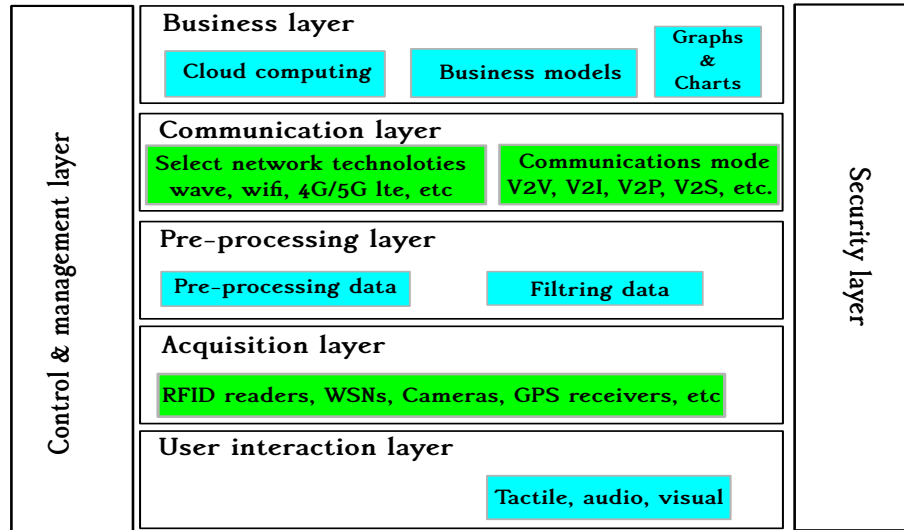 Control & management layer
Business layer
Cloud computing
Business models
Graphs
&
Charts
Communication layer
Select network technoloties
wave, wifi, 4G/5G lte, etc
Communications mode
V2V, V2I, V2P, V2S, etc.
Pre-processing layer
Pre-processing data
Filtring data
Acquisition layer
RFID readers, WSNs, Cameras, GPS receivers, etc
User interaction layer
Tactile, audio, visual
Security layer